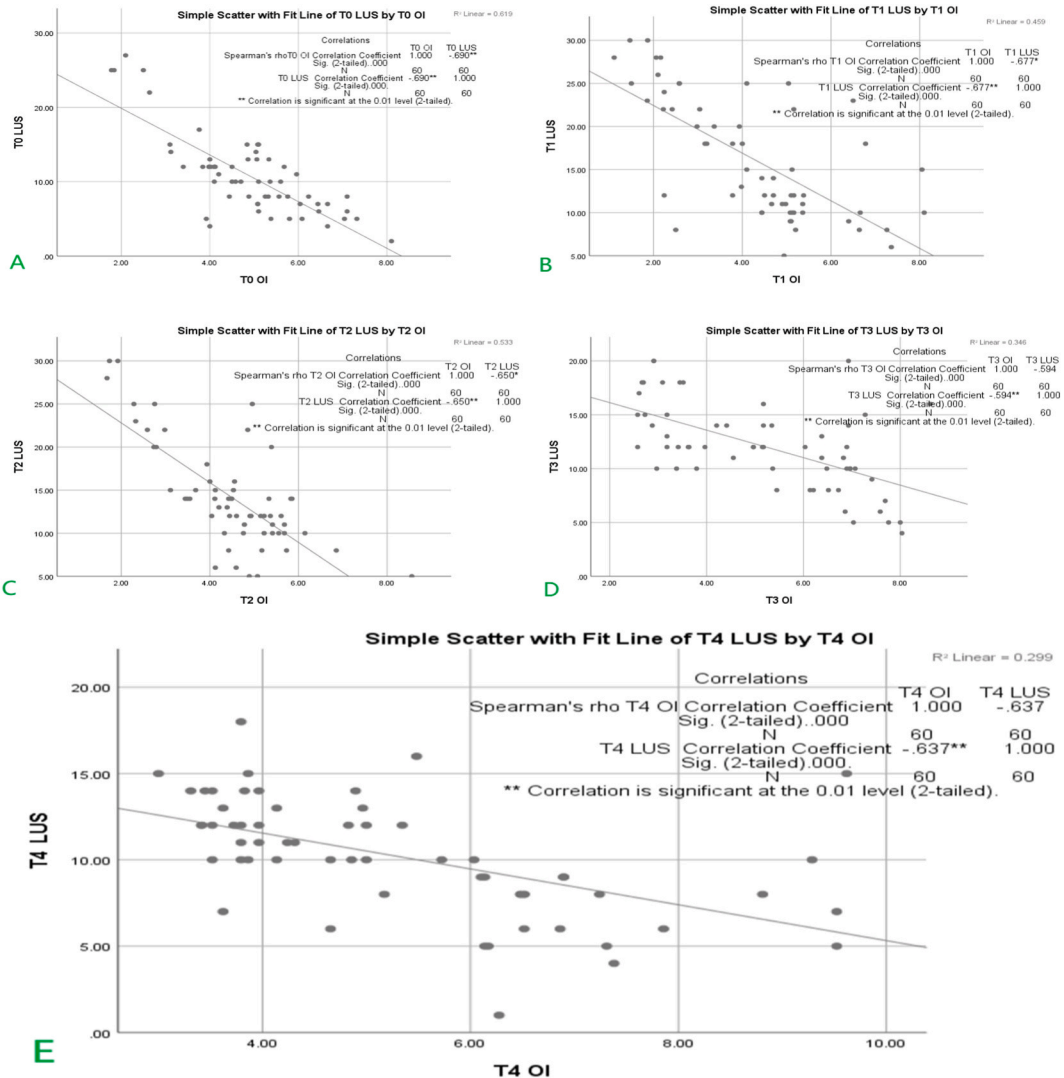 Simple Scatter with Fit Line of T0 LUS by T0 OI
R² Linear = 0.619
Correlations
T0 OI T0 LUS
Spearman's rhoT0 OI Correlation Coefficient 1.000 -.690**
Sig. (2-tailed)..000
N 60 60
T0 LUS Correlation Coefficient -.690** 1.000
Sig. (2-tailed).000.
N 60 60
** Correlation is significant at the 0.01 level (2-tailed).
30.00
20.00
10.00
.00
T0 LUS
2.00 4.00 6.00 8.00
T0 OI
A
Simple Scatter with Fit Line of T1 LUS by T1 OI
R² Linear = 0.459
Correlations
T1 OI T1 LUS
Spearman's rho T1 OI Correlation Coefficient 1.000 -.677*
Sig. (2-tailed)..000
N 60 60
T1 LUS Correlation Coefficient -.677** 1.000
Sig. (2-tailed).000.
N 60 60
** Correlation is significant at the 0.01 level (2-tailed).
30.00
25.00
20.00
15.00
10.00
5.00
T1 LUS
2.00 4.00 6.00 8.00
T1 OI
B
Simple Scatter with Fit Line of T2 LUS by T2 OI
R² Linear = 0.533
Correlations
T2 OI T2 LUS
Spearman's rho T2 OI Correlation Coefficient 1.000 -.650*
Sig. (2-tailed)..000
N 60 60
T2 LUS Correlation Coefficient -.650** 1.000
Sig. (2-tailed).000.
N 60 60
** Correlation is significant at the 0.01 level (2-tailed).
30.00
25.00
20.00
15.00
10.00
5.00
T2 LUS
2.00 4.00 6.00 8.00
T2 OI
C
Simple Scatter with Fit Line of T3 LUS by T3 OI
R² Linear = 0.346
Correlations
T3 OI T3 LUS
Spearman's rho T3 OI Correlation Coefficient 1.000 -.594
Sig. (2-tailed)..000
N 60 60
T3 LUS Correlation Coefficient -.594** 1.000
Sig. (2-tailed).000.
N 60 60
** Correlation is significant at the 0.01 level (2-tailed).
20.00
15.00
10.00
5.00
.00
T3 LUS
2.00 4.00 6.00 8.00
T3 OI
D
Simple Scatter with Fit Line of T4 LUS by T4 OI
R² Linear = 0.299
Correlations
T4 OI T4 LUS
Spearman's rho T4 OI Correlation Coefficient 1.000 -.637
Sig. (2-tailed)..000
N 60 60
T4 LUS Correlation Coefficient -.637** 1.000
Sig. (2-tailed).000.
N 60 60
** Correlation is significant at the 0.01 level (2-tailed).
20.00
15.00
10.00
5.00
.00
T4 LUS
4.00 6.00 8.00 10.00
T4 OI
E